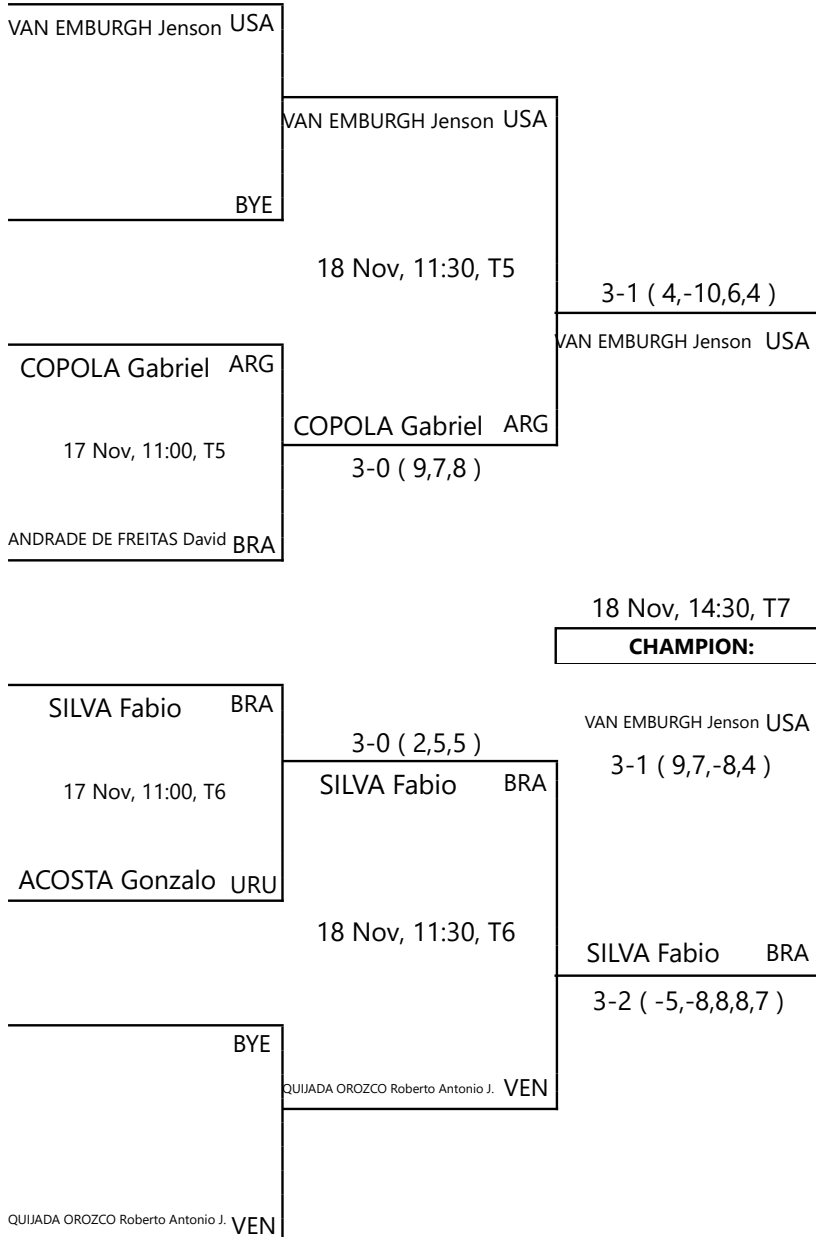 VAN EMBURGH Jenson USA
VAN EMBURGH Jenson USA
BYE
18 Nov, 11:30, T5
3-1 ( 4,-10,6,4 )
VAN EMBURGH Jenson USA
COPOLA Gabriel ARG
17 Nov, 11:00, T5
COPOLA Gabriel ARG
3-0 ( 9,7,8 )
ANDRADE DE FREITAS David BRA
18 Nov, 14:30, T7
CHAMPION:
SILVA Fabio BRA
VAN EMBURGH Jenson USA
3-0 ( 2,5,5 )
3-1 ( 9,7,-8,4 )
17 Nov, 11:00, T6
SILVA Fabio BRA
ACOSTA Gonzalo URU
18 Nov, 11:30, T6
SILVA Fabio BRA
3-2 ( -5,-8,8,8,7 )
BYE
QUIJADA OROZCO Roberto Antonio J. VEN
QUIJADA OROZCO Roberto Antonio J. VEN